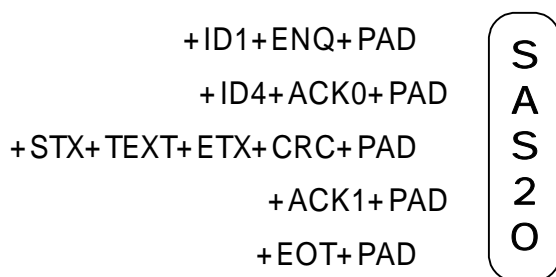 +ID1+ENQ+PAD
+ID4+ACK0+PAD
+STX+TEXT+ETX+CRC+PAD
+ACK1+PAD
+EOT+PAD
S
A
S
2
O